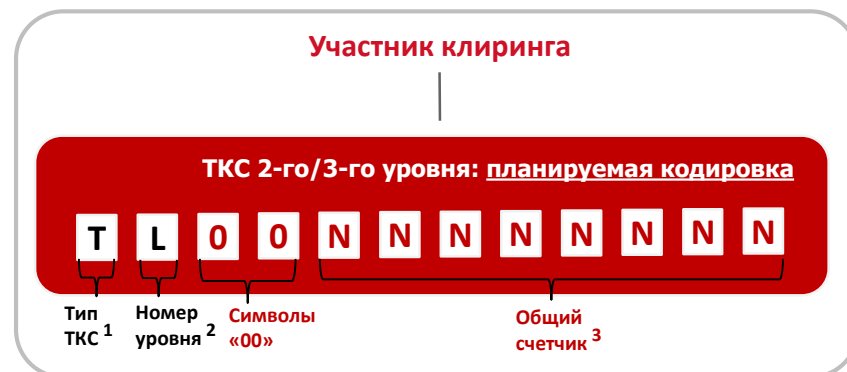 Участник клиринга
ТКС 2-го/3-го уровня: планируемая кодировка
T L 0 0 N N N N N N N N
Тип
ТКС 1
Номер
уровня 2
Символы
«00»
Общий
счетчик 3